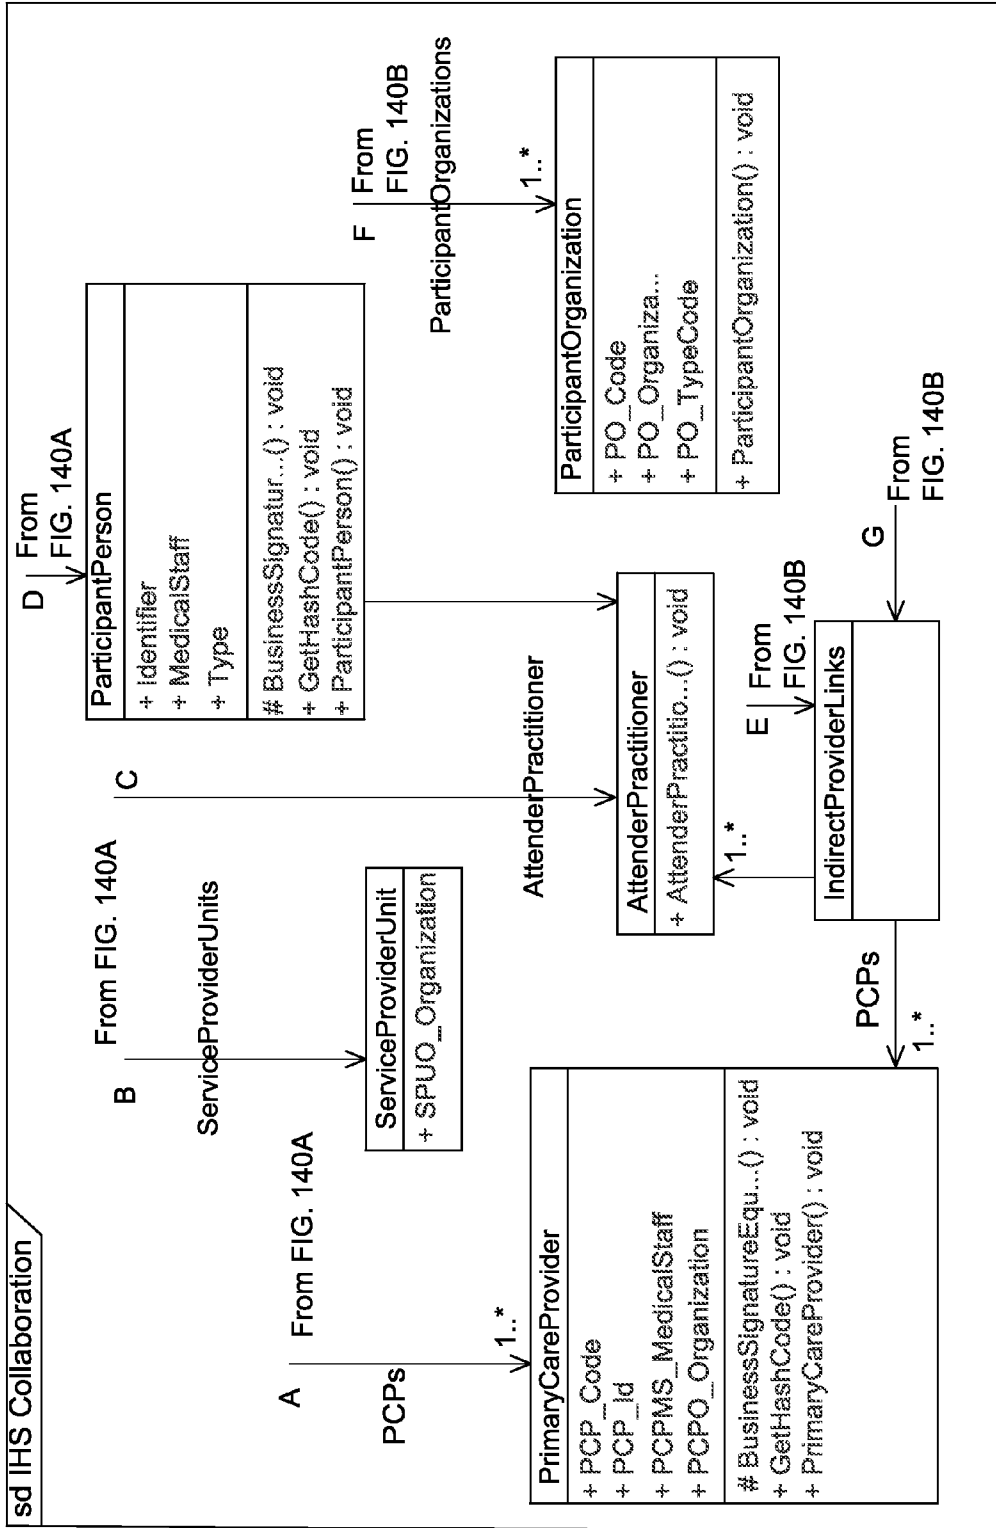 sd IHS Collaboration
A
From FIG. 140A
PCPs
1..*
PrimaryCareProvider
+ PCP_Code
+ PCP_Id
+ PCPMS_MedicalStaff
+ PCPO_Organization
# BusinessSignatureEqu...() : void
+ GetHashCode() : void
+ PrimaryCareProvider() : void
B
From FIG. 140A
ServiceProviderUnits
ServiceProviderUnit
+ SPUO_Organization
C
AttenderPractitioner
AttenderPractitioner
+ AttenderPractitio...() : void
1..*
D
From
FIG. 140A
ParticipantPerson
+ Identifier
+ MedicalStaff
+ Type
# BusinessSignatur...() : void
+ GetHashCode() : void
+ ParticipantPerson() : void
E
From
FIG. 140B
IndirectProviderLinks
PCPs
1..*
F
From
FIG. 140B
ParticipantOrganizations
1..*
ParticipantOrganization
+ PO_Code
+ PO_Organiza...
+ PO_TypeCode
+ ParticipantOrganization() : void
G
From
FIG. 140B